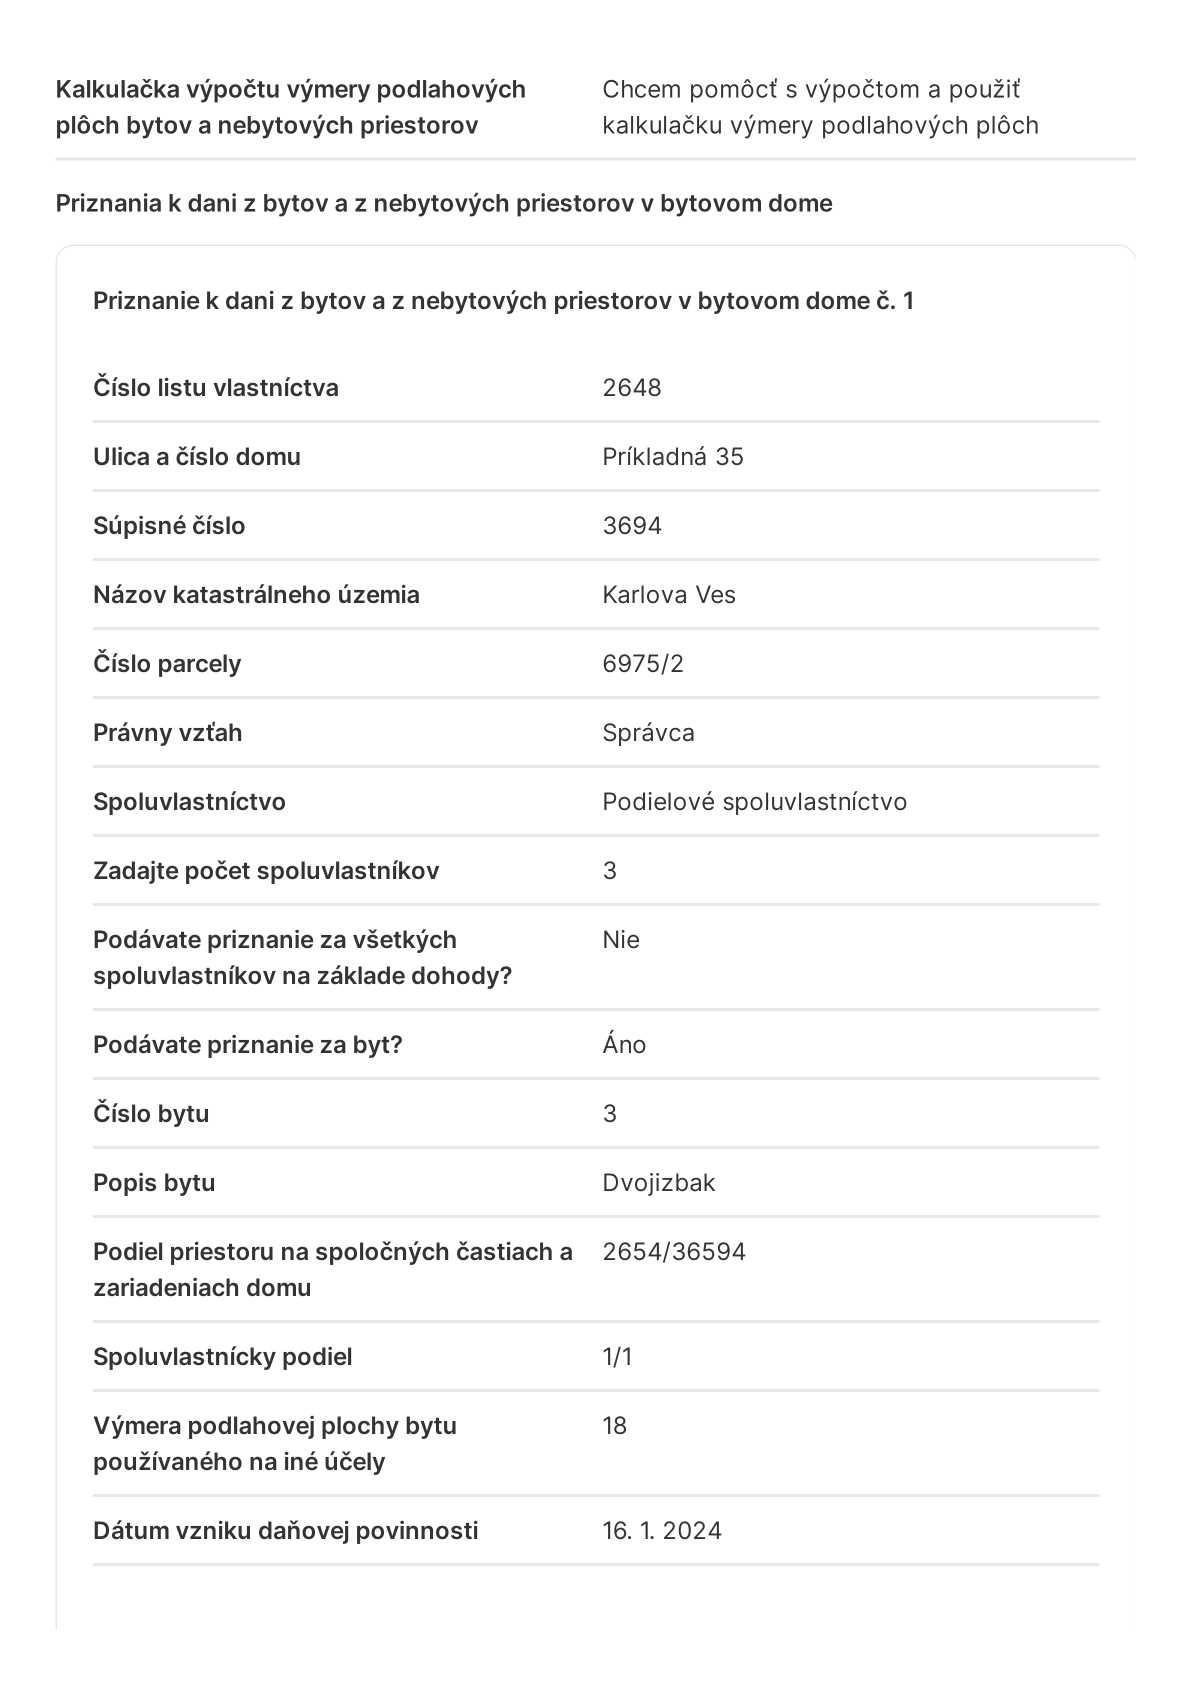 Kalkulačka výpočtu výmery podlahových
plôch bytov a nebytových priestorov
Chcem pomôcť s výpočtom a použiť
kalkulačku výmery podlahových plôch
Priznania k dani z bytov a z nebytových priestorov v bytovom dome
Priznanie k dani z bytov a z nebytových priestorov v bytovom dome č. 1
Číslo listu vlastníctva
2648
Ulica a číslo domu
Príkladná 35
Súpisné číslo
3694
Názov katastrálneho územia
Karlova Ves
Číslo parcely
6975/2
Právny vzťah
Správca
Spoluvlastníctvo
Podielové spoluvlastníctvo
Zadajte počet spoluvlastníkov
3
Podávate priznanie za všetkých
spoluvlastníkov na základe dohody?
Nie
Podávate priznanie za byt?
Áno
Číslo bytu
3
Popis bytu
Dvojizbak
Podiel priestoru na spoločných častiach a
zariadeniach domu
2654/36594
Spoluvlastnícky podiel
1/1
Výmera podlahovej plochy bytu
používaného na iné účely
18
Dátum vzniku daňovej povinnosti
16. 1. 2024